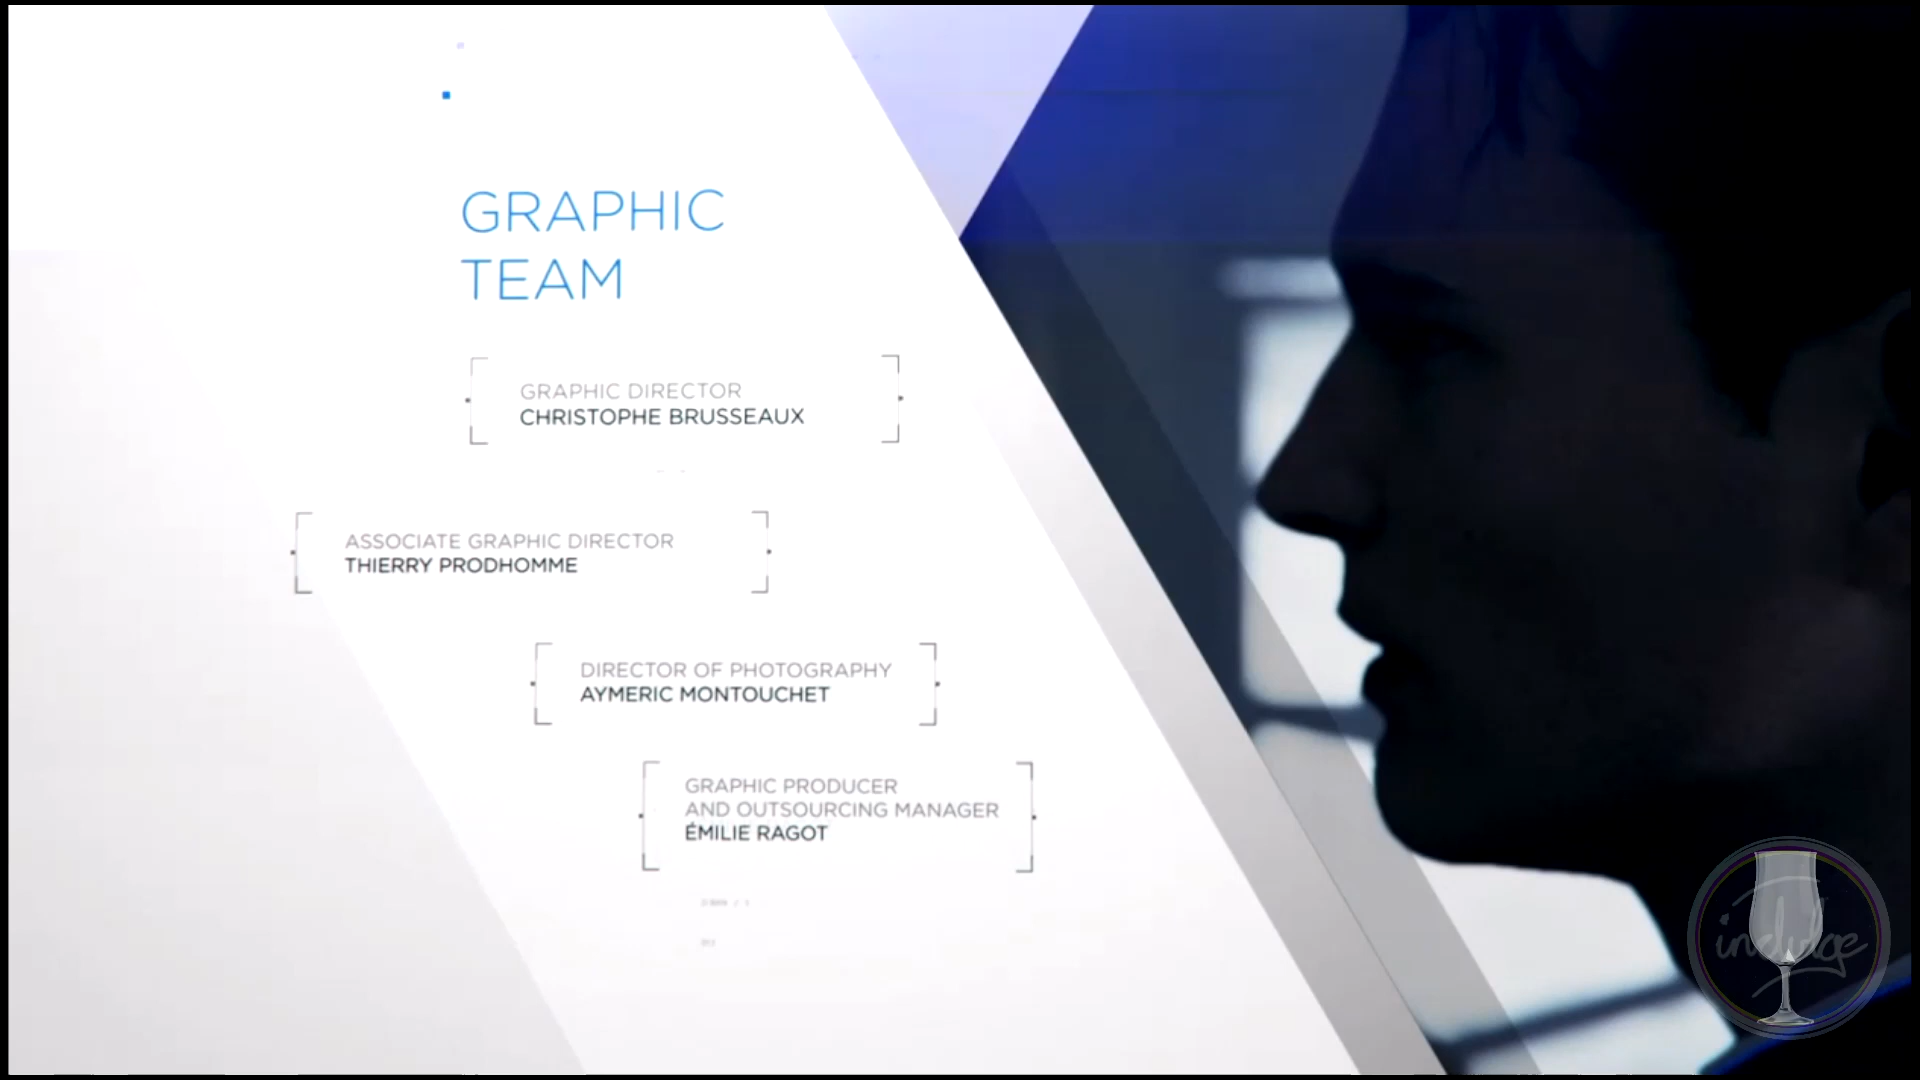 GRAPHIC
TEAM
GRAPHIC DIRECTOR
CHRISTOPHE BRUSSEAUX
ASSOCIATE GRAPHIC DIRECTOR
THIERRY PRODHOMME
DIRECTOR OF PHOTOGRAPHY
AYMERIC MONTOUCHET
GRAPHIC PRODUCER
AND OUTSOURCING MANAGER
ÉMILIE RAGOT
indulge